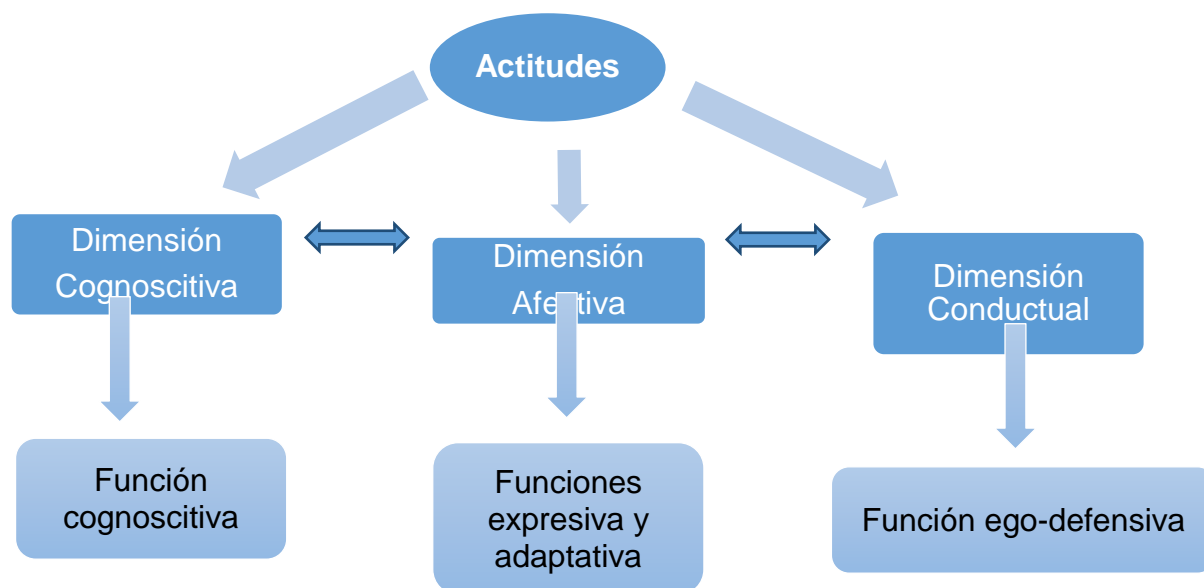 Actitudes
Dimensión
Cognoscitiva
Dimensión
Afectiva
Dimensión
Conductual
Función
cognoscitiva
Funciones
expresiva y
adaptativa
Función ego-defensiva